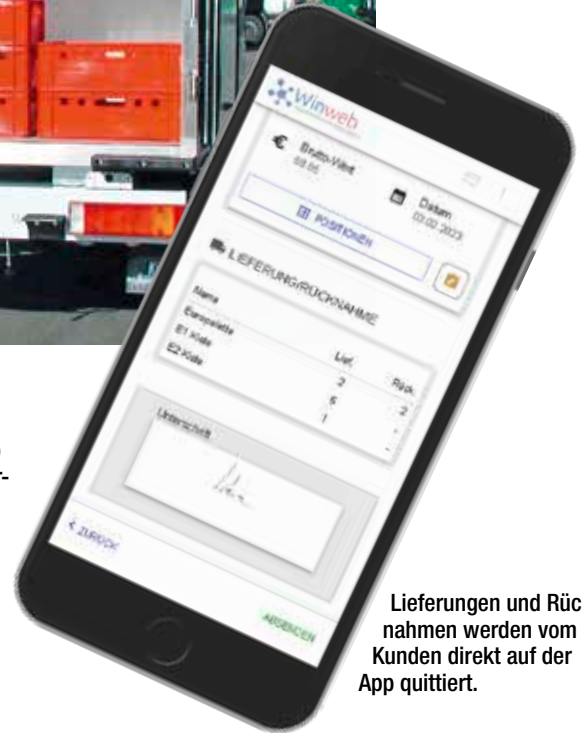 Winweb
€ Brutto-Wert
Datum
03.02.2023
POSITIONEN
LIEFERUNG/RÜCKNAHME
Name Lief. Rück.
Europalette 2 2
E1 Kiste 6 -
E2 Kiste 1 -
Unterschrift
< ZURÜCK
ABSENDEN
Lieferungen und Rüc
nahmen werden vom
Kunden direkt auf der
App quittiert.